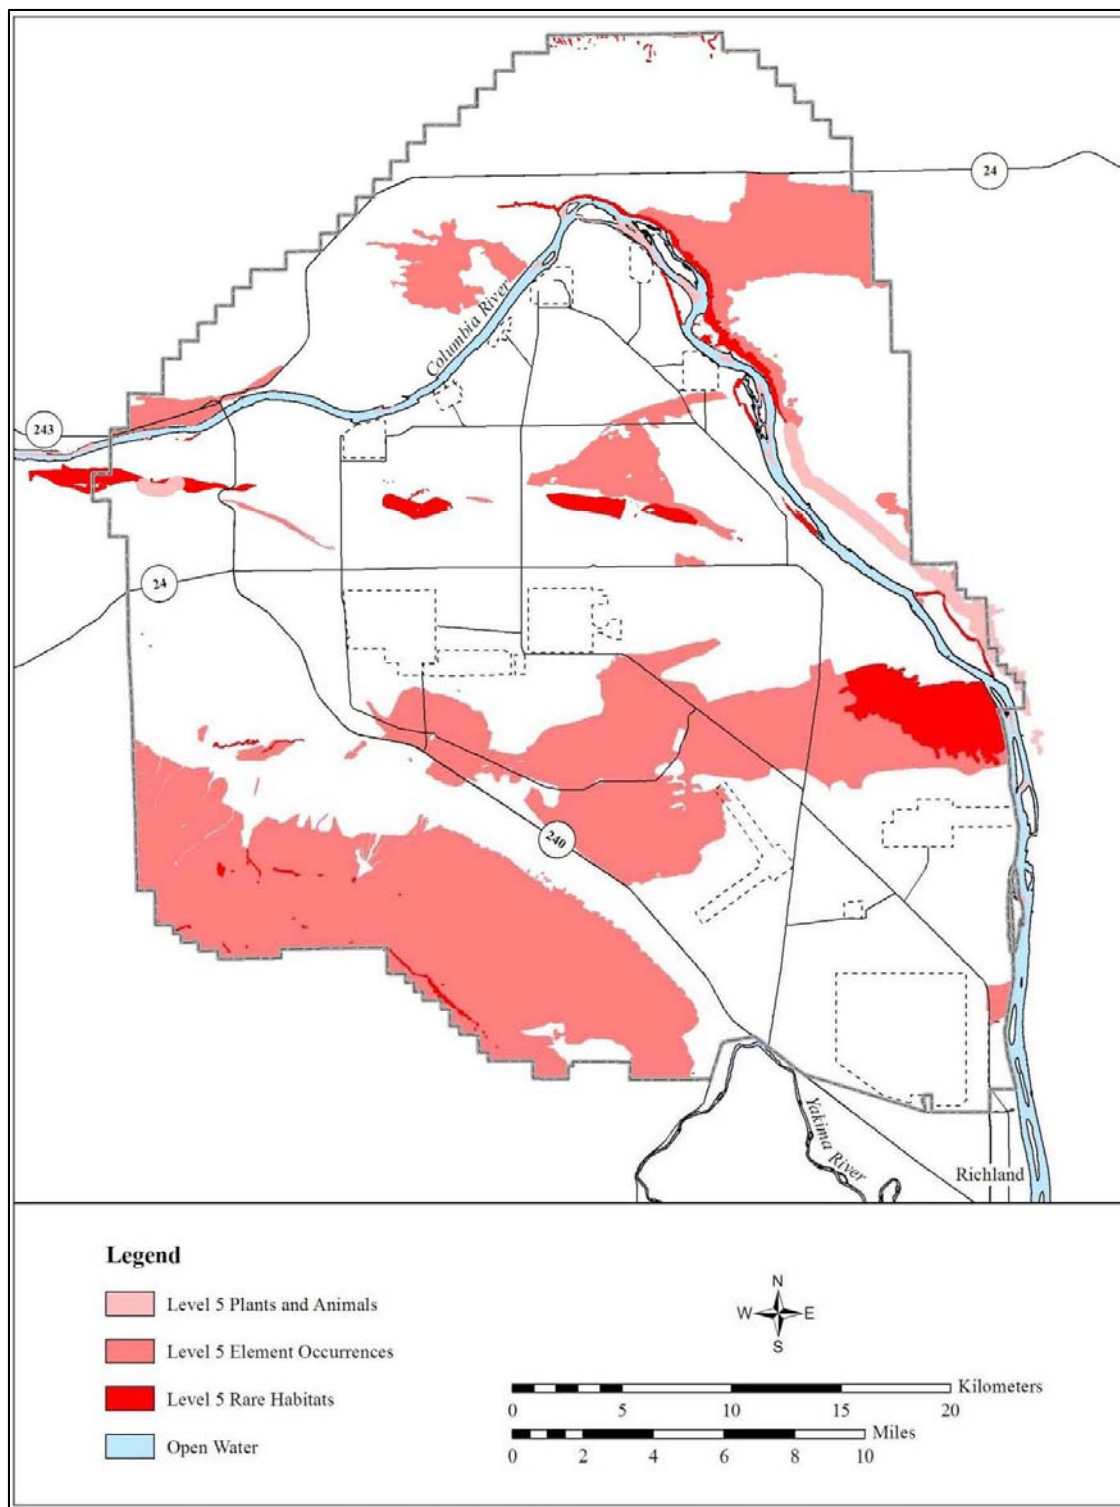 24
Columbia River
243
24
240
Yakima River
Richland
Legend
Level 5 Plants and Animals
Level 5 Element Occurrences
Level 5 Rare Habitats
Open Water
N
W E
S
Kilometers
0 5 10 15 20
Miles
0 2 4 6 8 10